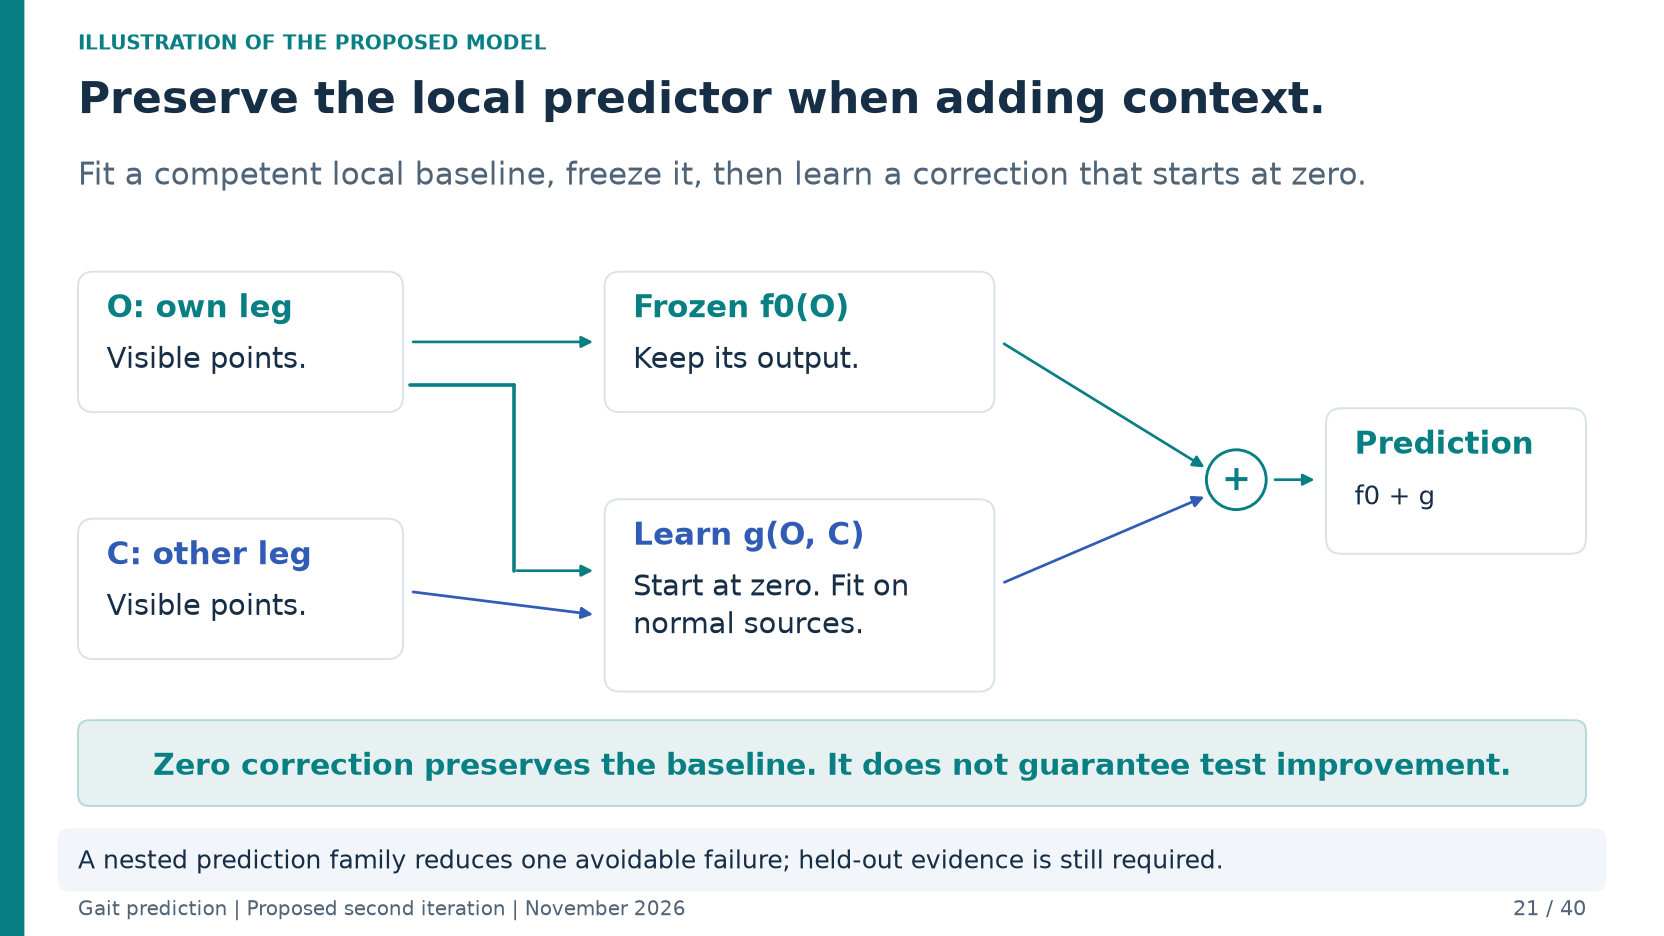 ILLUSTRATION OF THE PROPOSED MODEL
Preserve the local predictor when adding context.
Fit a competent local baseline, freeze it, then learn a correction that starts at zero.
O: own leg
Visible points.
Frozen f0(O)
Keep its output.
C: other leg
Visible points.
Learn g(O, C)
Start at zero. Fit on
normal sources.
+
Prediction
f0 + g
Zero correction preserves the baseline. It does not guarantee test improvement.
A nested prediction family reduces one avoidable failure; held-out evidence is still required.
Gait prediction | Proposed second iteration | November 2026
21 / 40